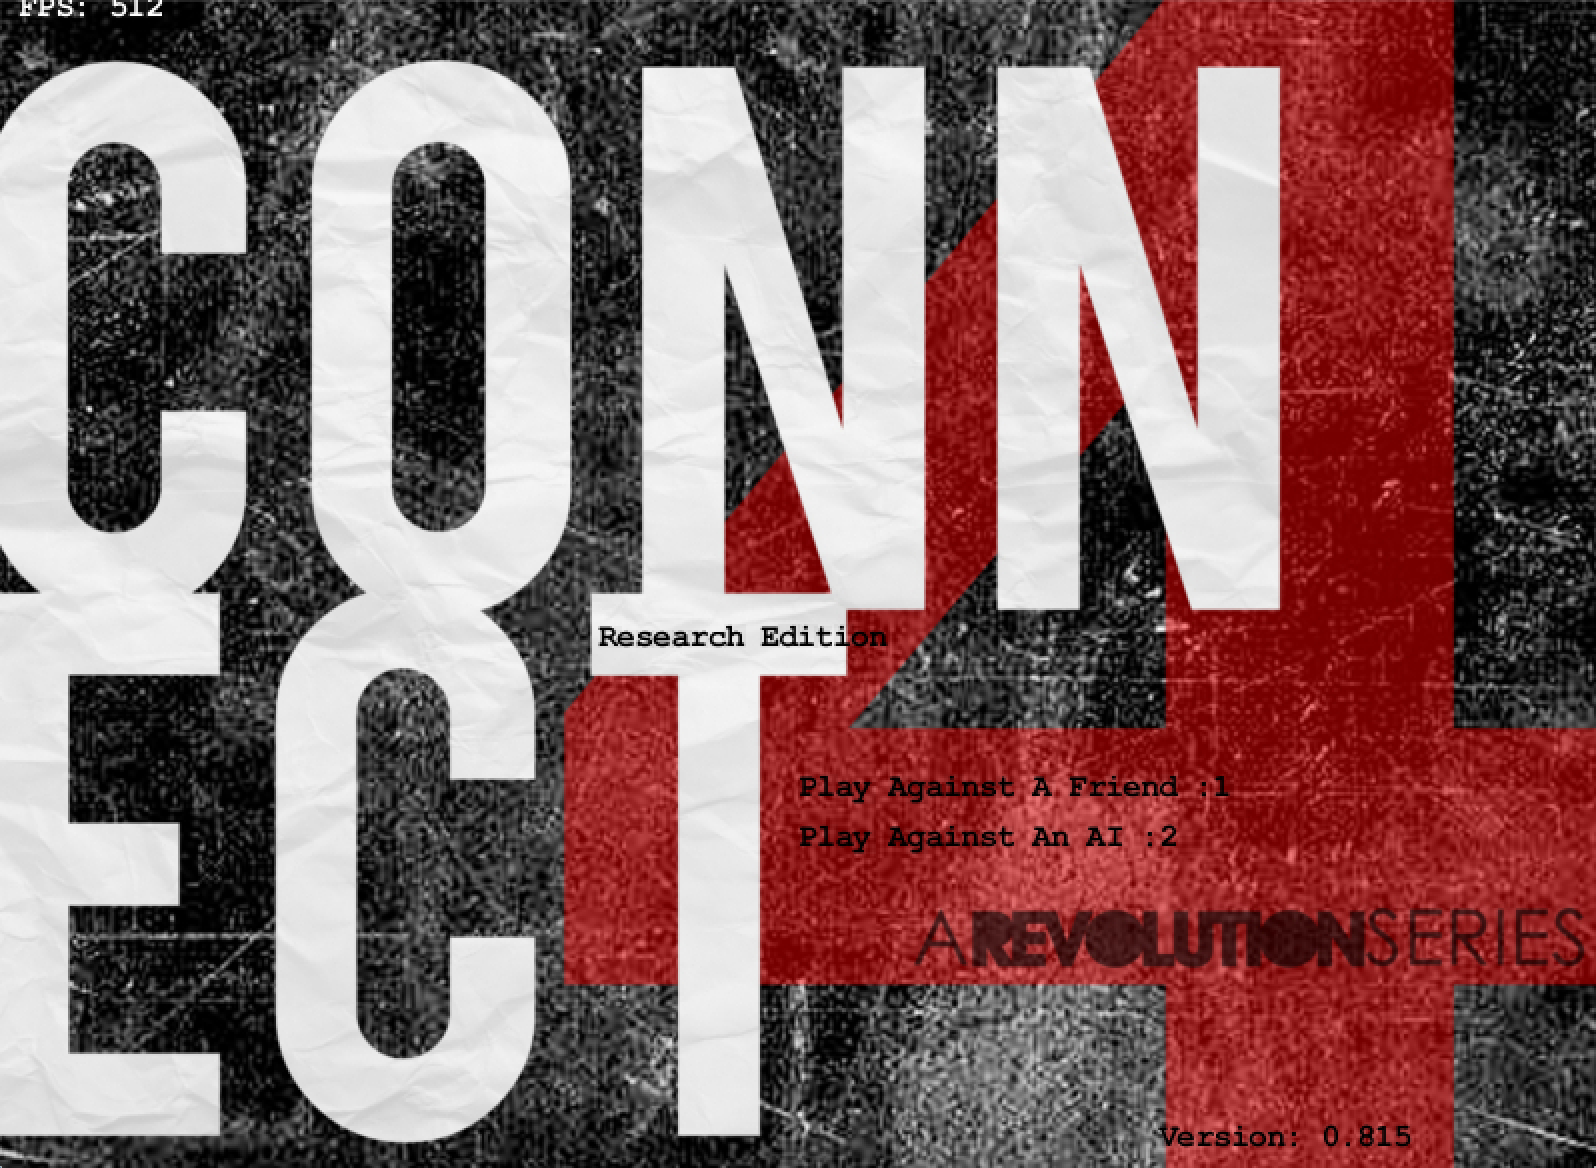 FPS: 512
CONN
ECT
4
Research Edition
Play Against A Friend :1
Play Against An AI :2
AREVOLUTIONSERIES
Version: 0.815